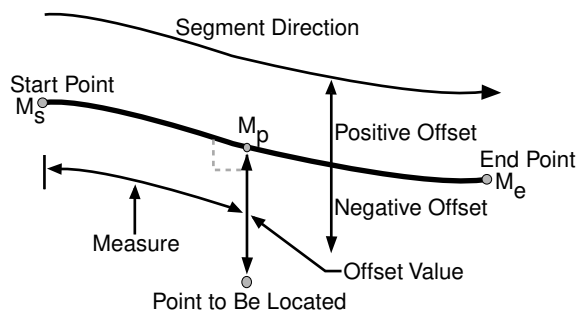 Segment Direction
Start Point
Ms
Mp
Positive Offset
End Point
Me
Negative Offset
Measure
Offset Value
Point to Be Located